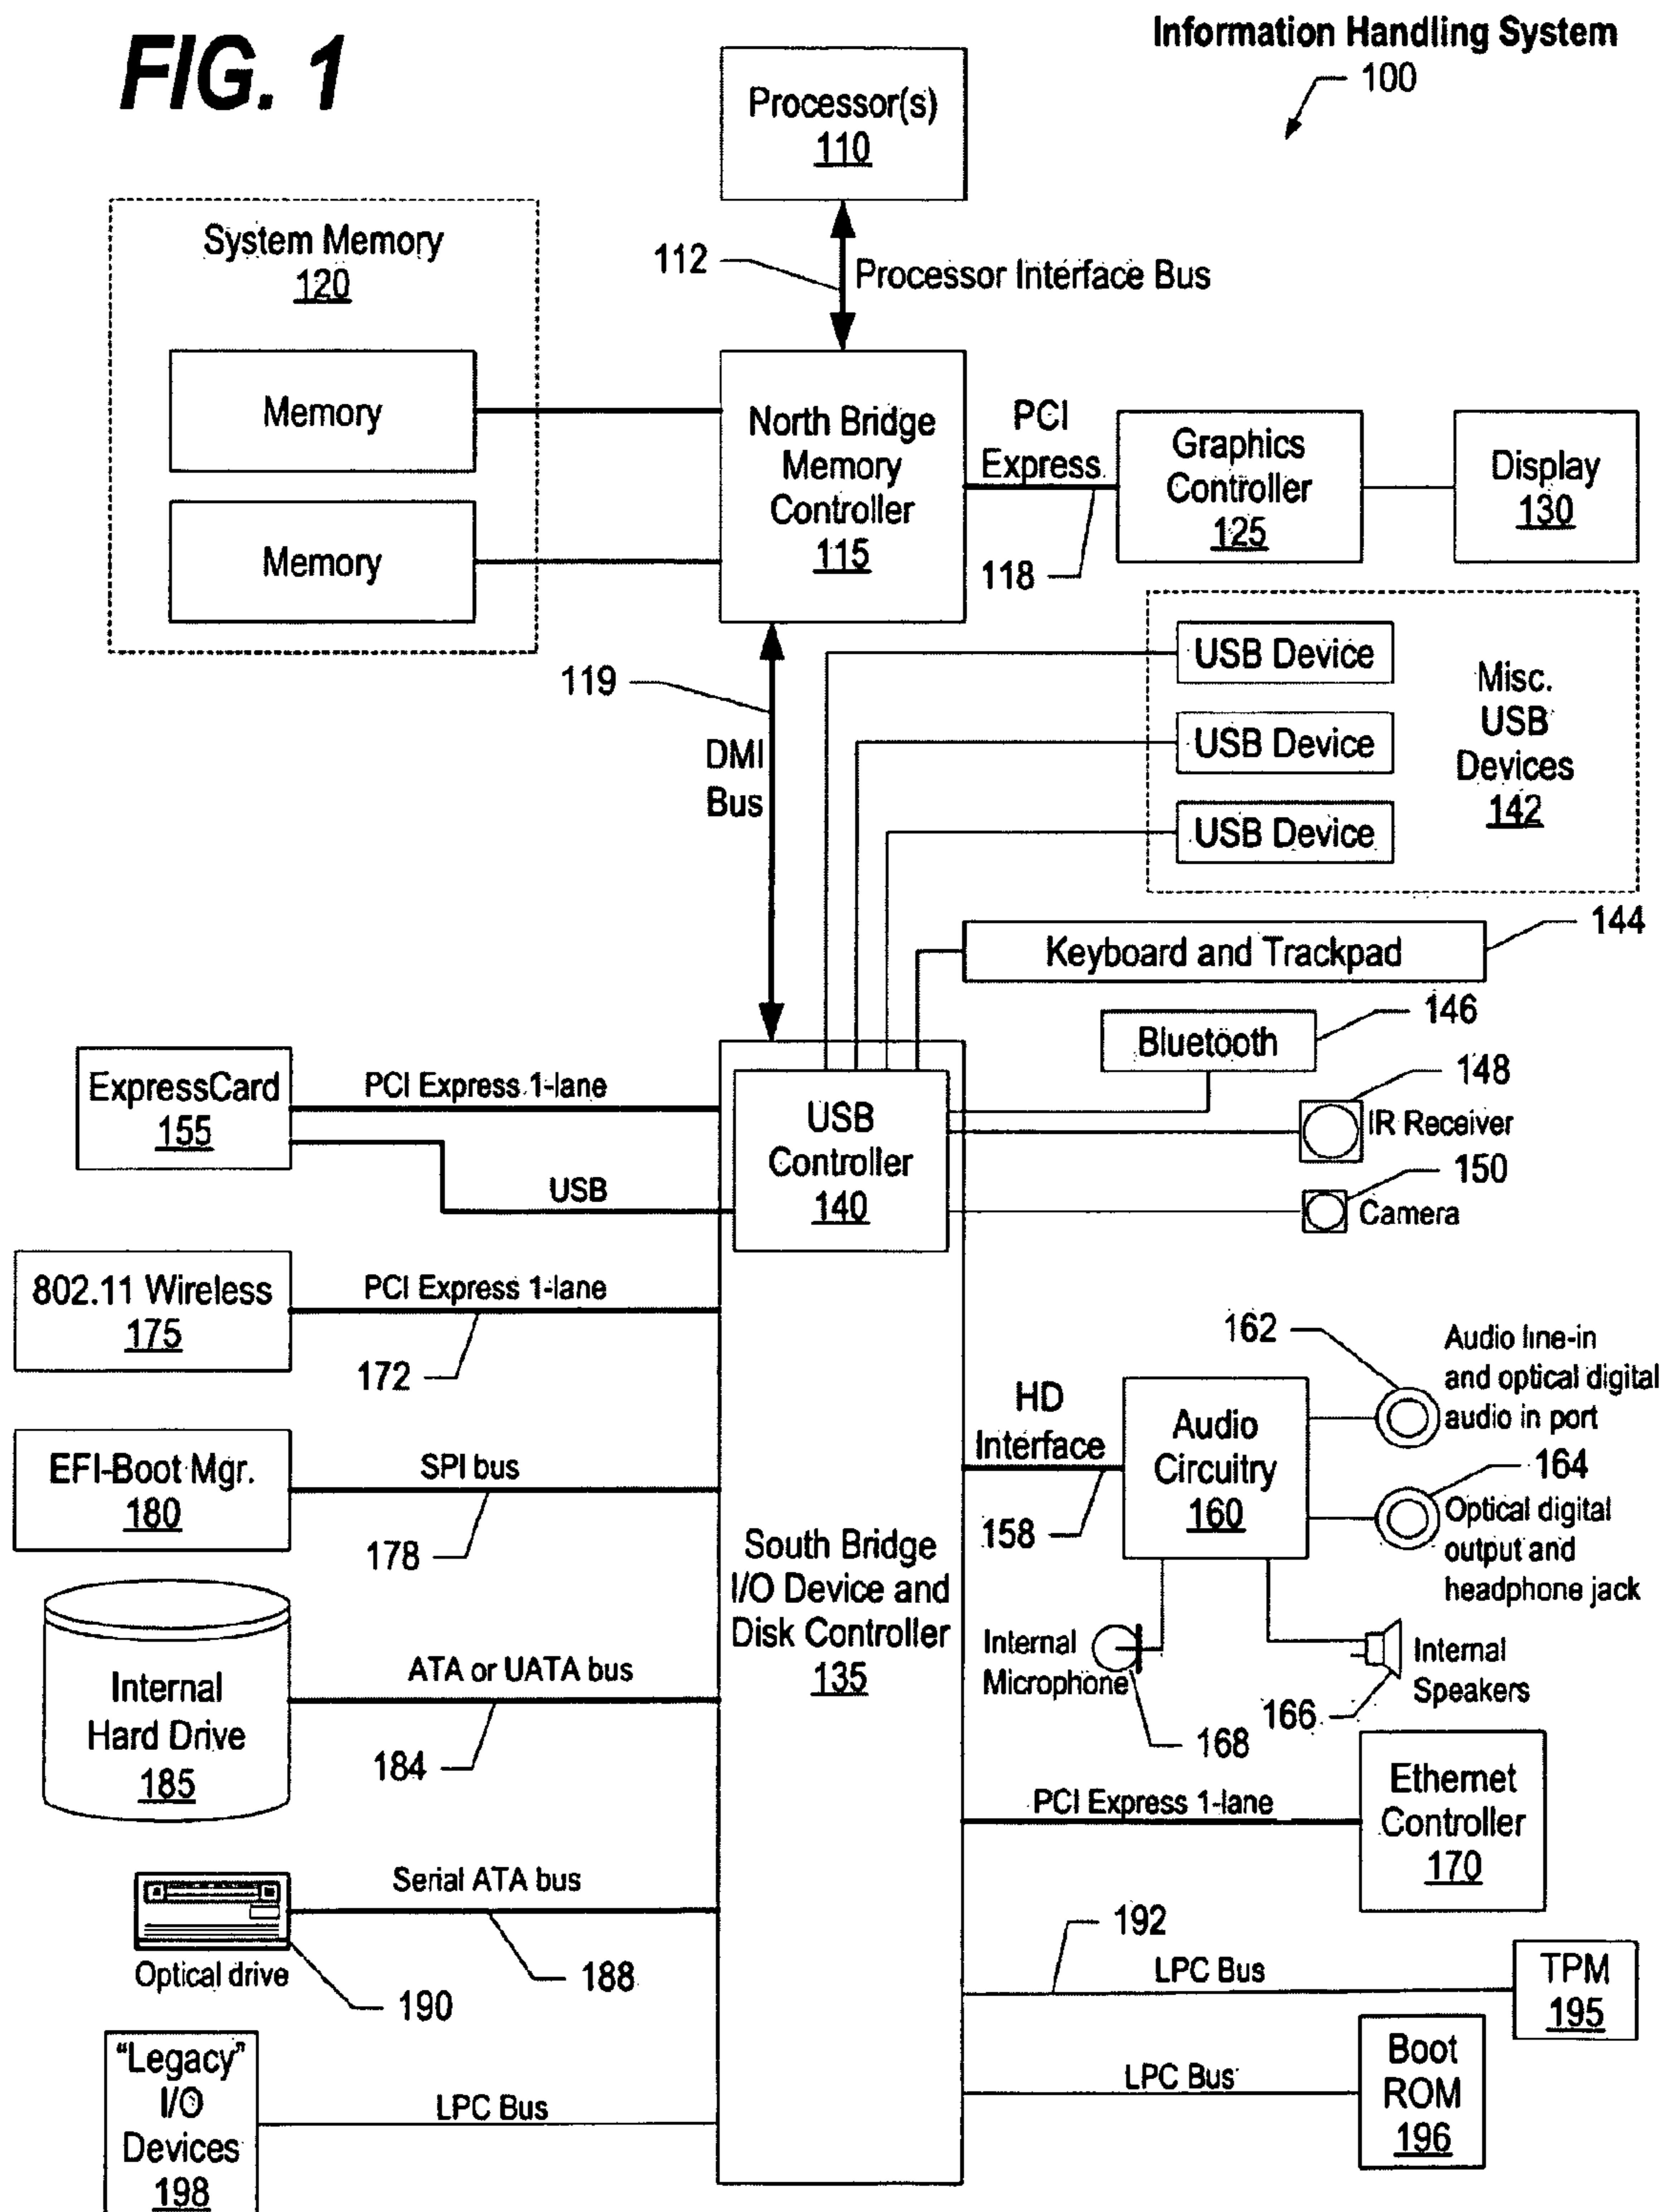 FIG. 1
Information Handling System
100
Processor(s)
110
System Memory
120
112
Processor Interface Bus
Memory
Memory
North Bridge
Memory
Controller
115
PCI
Express
118
Graphics
Controller
125
Display
130
119
DMI
Bus
USB Device
USB Device
USB Device
Misc.
USB
Devices
142
Keyboard and Trackpad
144
Bluetooth
146
148
IR Receiver
150
Camera
ExpressCard
155
PCI Express 1-lane
USB
USB
Controller
140
802.11 Wireless
175
PCI Express 1-lane
172
EFI-Boot Mgr.
180
SPI bus
178
South Bridge
I/O Device and
Disk Controller
135
HD
Interface
158
Audio
Circuitry
160
162
Audio line-in
and optical digital
audio in port
164
Optical digital
output and
headphone jack
Internal
Microphone
168
Internal
Speakers
166
Internal
Hard Drive
185
ATA or UATA bus
184
PCI Express 1-lane
Ethernet
Controller
170
Serial ATA bus
188
Optical drive
190
192
LPC Bus
TPM
195
"Legacy"
I/O
Devices
198
LPC Bus
LPC Bus
Boot
ROM
196